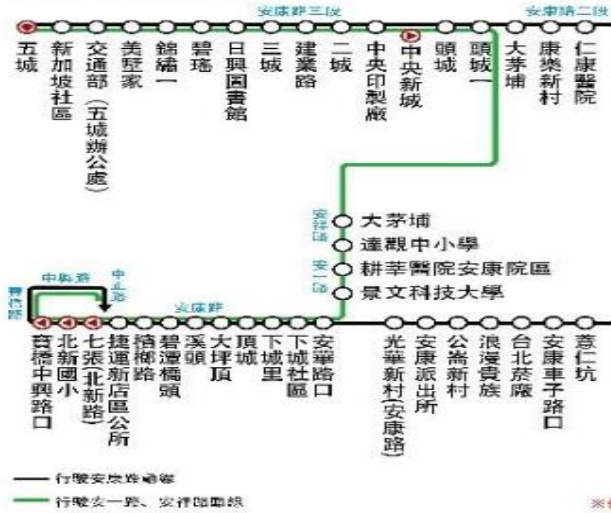 安康路三段
安康路二段
五城
新加坡社區
交通部(五城辦公處)
美墅家
錦繡一
碧瑤
日興圖書館
三城
建業路
二城
中央印製廠
中央新城
頭城
頭城一
大茅埔
康樂新村
仁康醫院
安祥路
大茅埔
達觀中小學
安一路
耕莘醫院安康院區
景文科技大學
中興路
中正路
寶橋路
安康路
寶橋中興路口
北新國小
七張(北新路)
捷運新店區公所
檳榔路
碧潭橋頭
溪頭
大坪頂
頂城
下城里
下城社區
安華路口
光華新村(安康路)
安康派出所
公崙新村
浪漫貴族
台北菸廠
安康車子路口
薏仁坑
行駛安康路
行駛安一路、安祥路